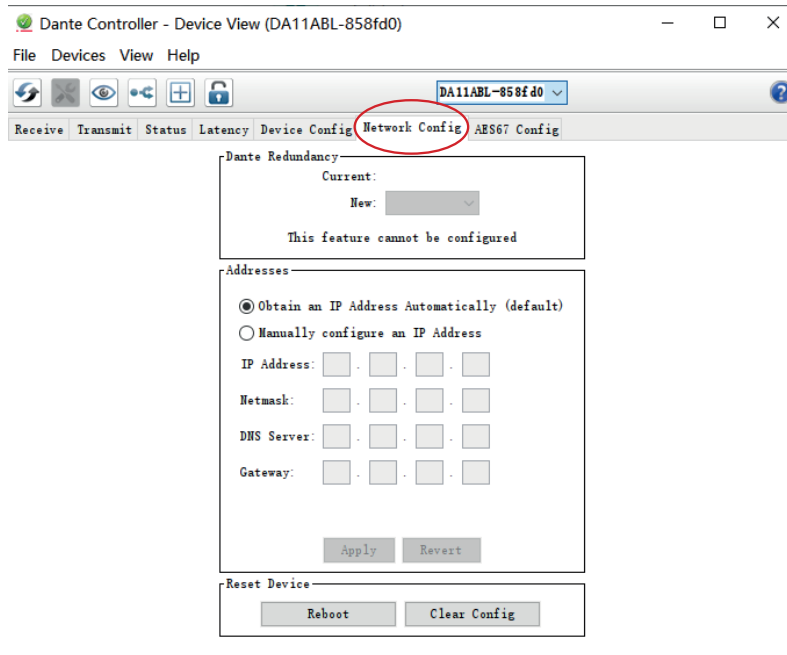 Dante Controller - Device View (DA11ABL-858fd0)
File Devices View Help
DA11ABL-858fd0
?
Receive Transmit Status Latency Device Config Network Config AES67 Config
Dante Redundancy
Current:
New:
This feature cannot be configured
Addresses
Obtain an IP Address Automatically (default)
Manually configure an IP Address
IP Address: . . .
Netmask: . . .
DNS Server: . . .
Gateway: . . .
Apply Revert
Reset Device
Reboot Clear Config